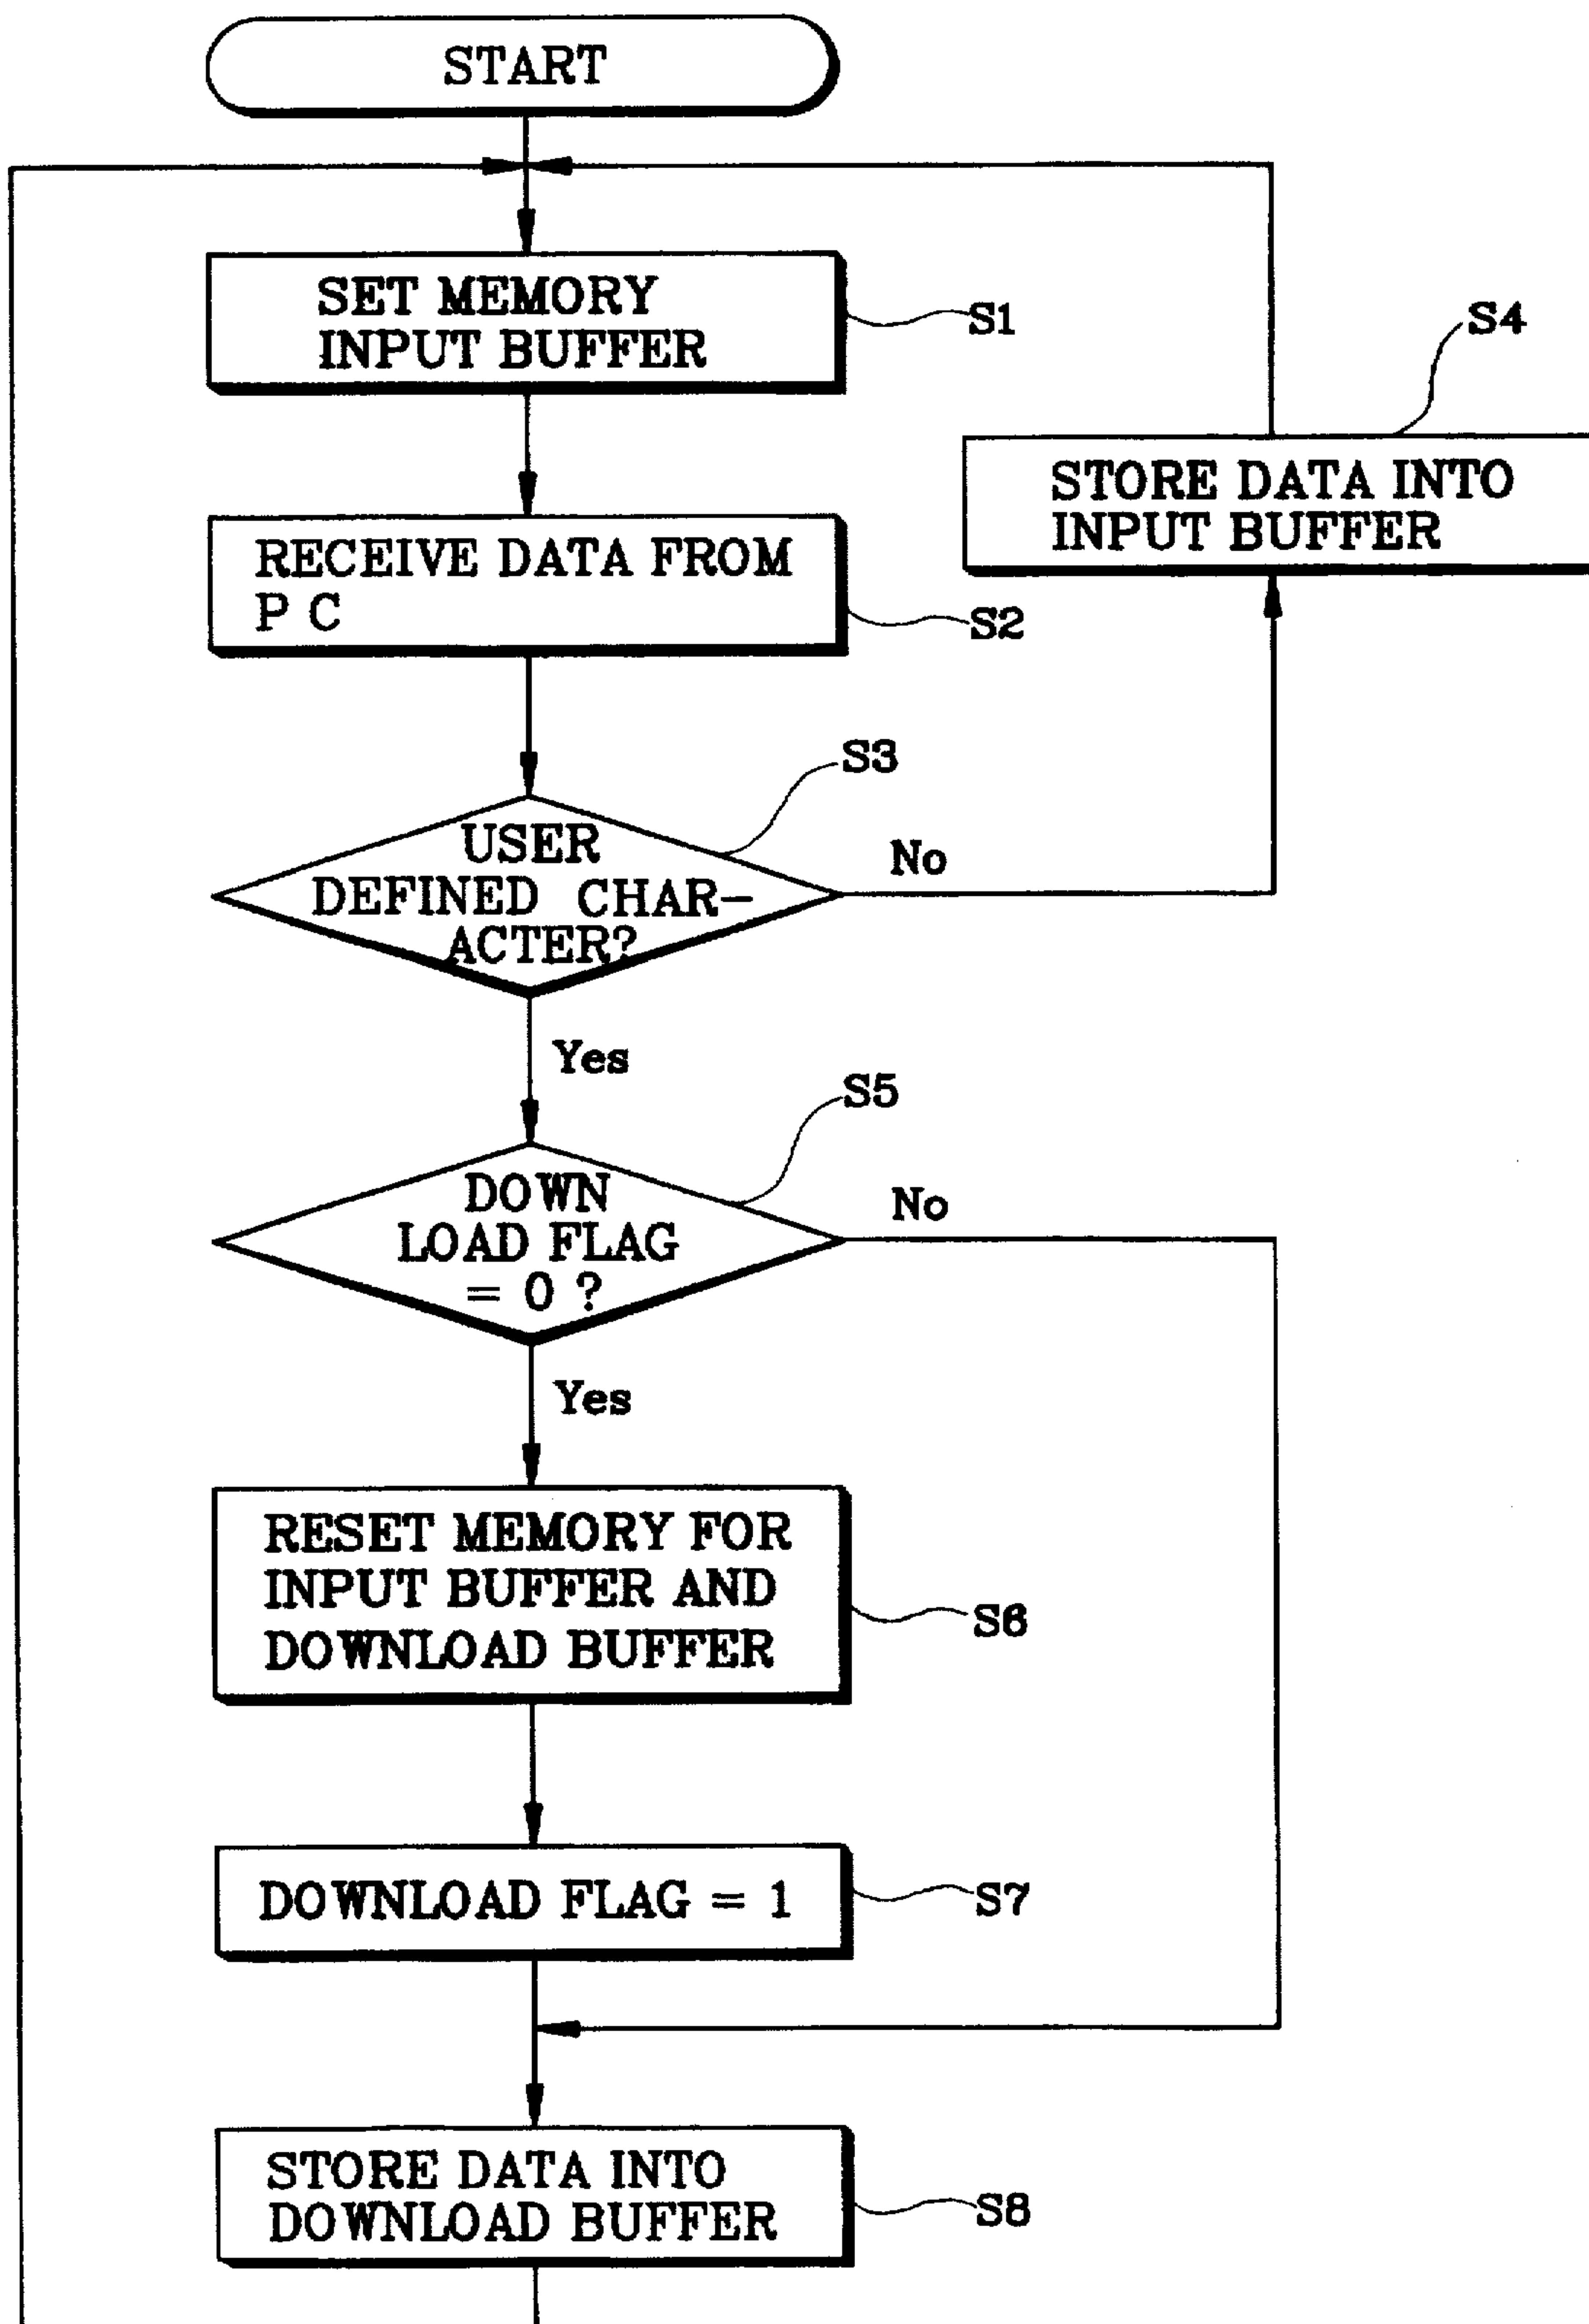 START
SET MEMORY
INPUT BUFFER
S1
S4
STORE DATA INTO
INPUT BUFFER
RECEIVE DATA FROM
P C
S2
S3
USER
DEFINED CHAR-
ACTER?
No
Yes
S5
DOWN
LOAD FLAG
= 0 ?
No
Yes
RESET MEMORY FOR
INPUT BUFFER AND
DOWNLOAD BUFFER
S6
DOWNLOAD FLAG = 1
S7
STORE DATA INTO
DOWNLOAD BUFFER
S8